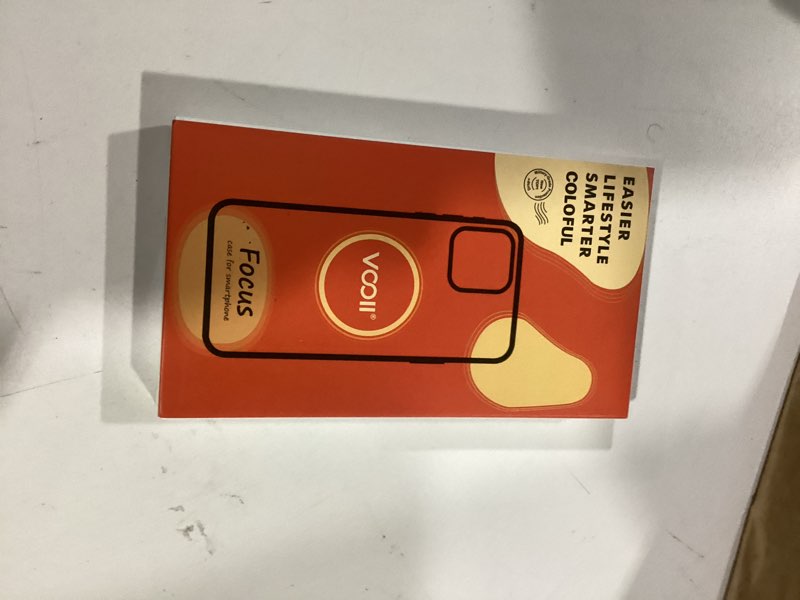 EASIER
LIFESTYLE
SMARTER
COLOFUL
VOOII®
Focus
case for smartphone